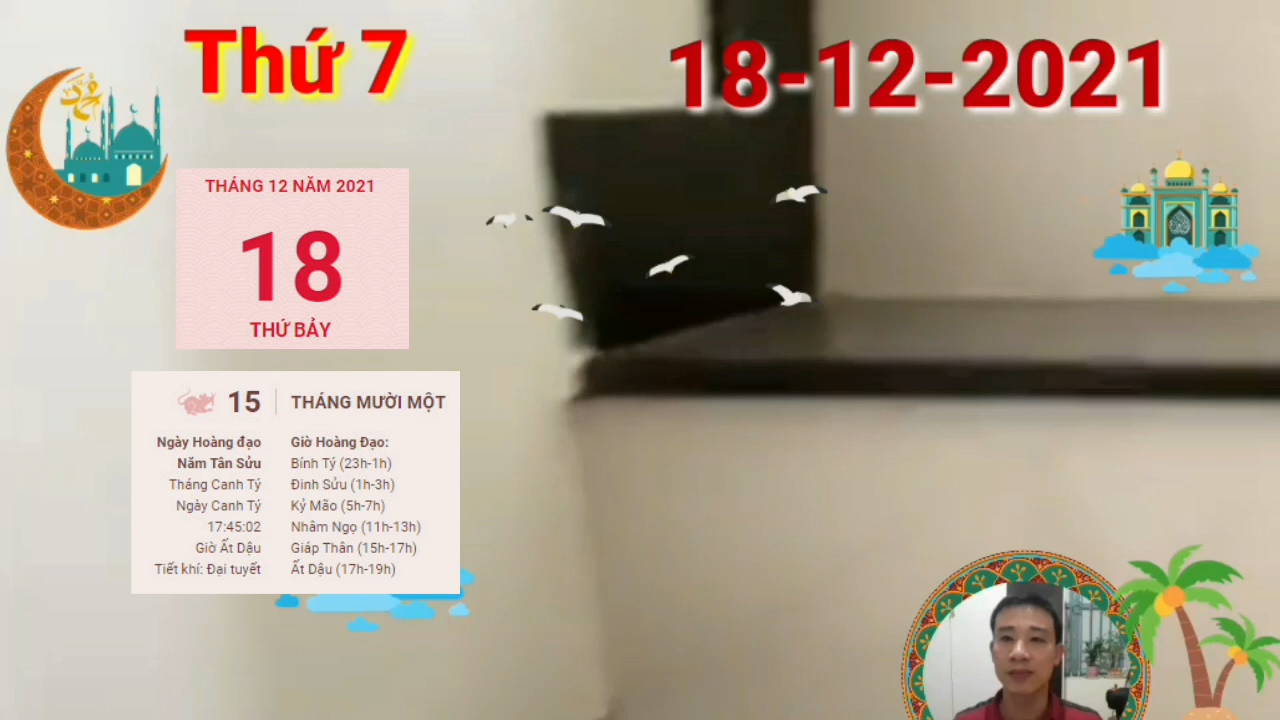 Thứ 7
18-12-2021
THÁNG 12 NĂM 2021
18
THỨ BẢY
15
THÁNG MƯỜI MỘT
Ngày Hoàng đạo
Năm Tân Sửu
Tháng Canh Tý
Ngày Canh Tý
17:45:02
Giờ Ất Dậu
Tiết khí: Đại tuyết
Giờ Hoàng Đạo:
Bính Tý (23h-1h)
Đinh Sửu (1h-3h)
Kỷ Mão (5h-7h)
Nhâm Ngọ (11h-13h)
Giáp Thân (15h-17h)
Ất Dậu (17h-19h)